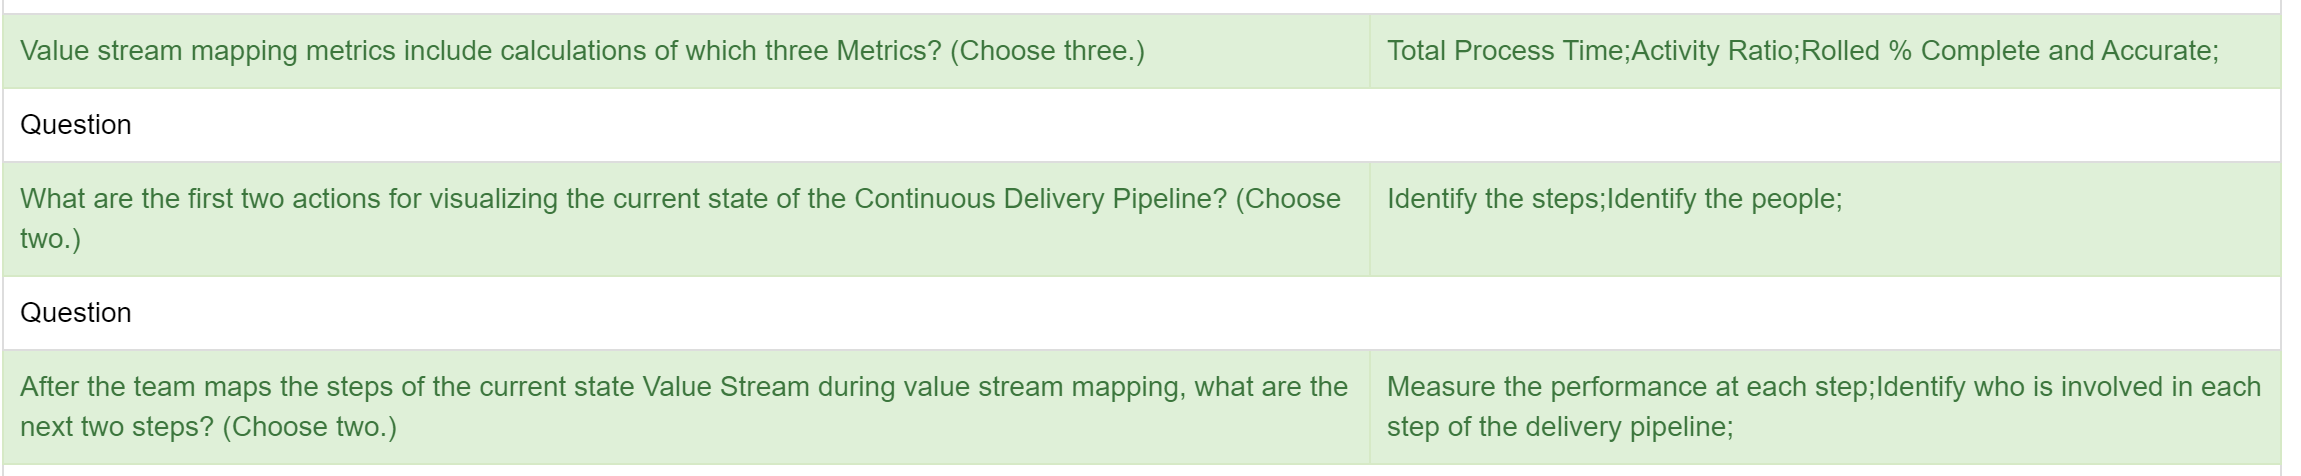 Value stream mapping metrics include calculations of which three Metrics? (Choose three.)
Total Process Time;Activity Ratio;Rolled % Complete and Accurate;
Question
What are the first two actions for visualizing the current state of the Continuous Delivery Pipeline? (Choose
two.)
Identify the steps;Identify the people;
Question
After the team maps the steps of the current state Value Stream during value stream mapping, what are the
next two steps? (Choose two.)
Measure the performance at each step;Identify who is involved in each
step of the delivery pipeline;